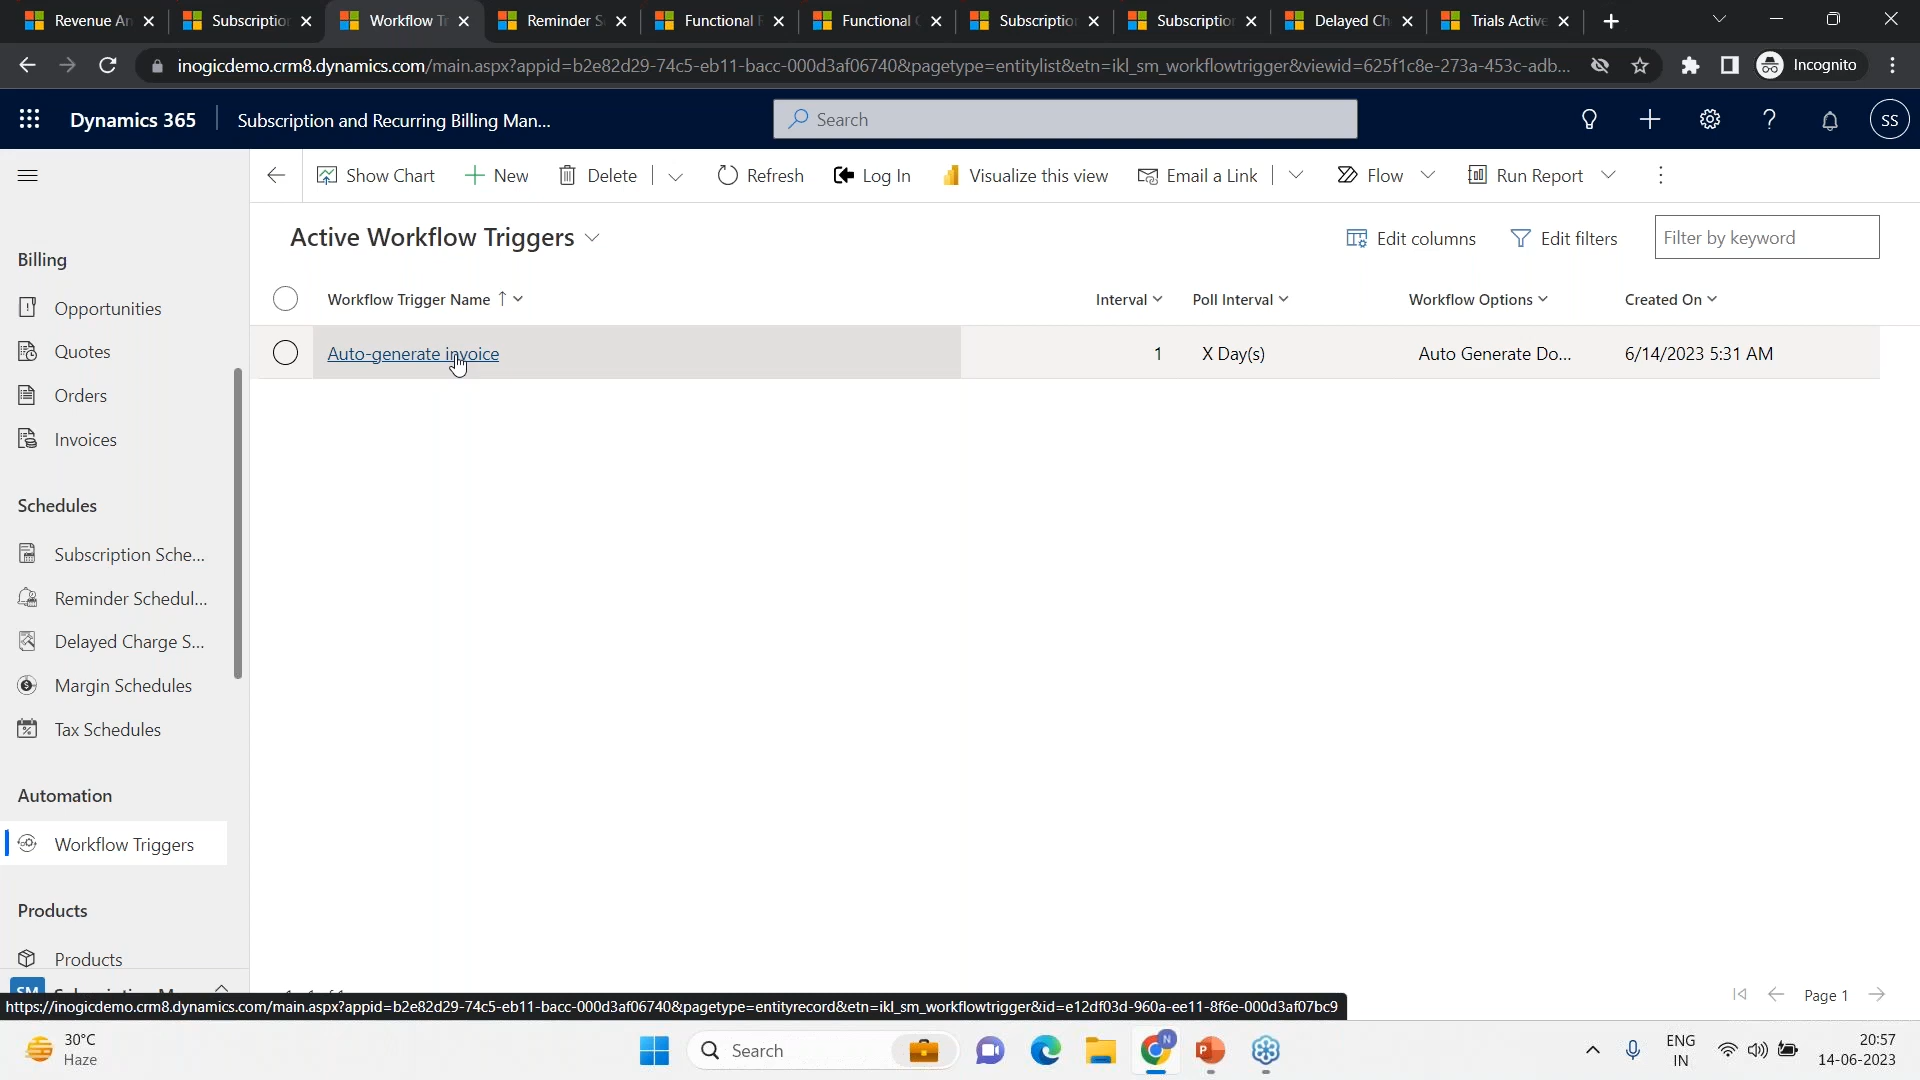 Revenue An
Subscription
Workflow Tr
Reminder S
Functional F
Functional C
Subscription
Subscription
Delayed Ch
Trials Active
inogicdemo.crm8.dynamics.com/main.aspx?appid=b2e82d29-74c5-eb11-bacc-000d3af06740&pagetype=entitylist&etn=ikl_sm_workflowtrigger&viewid=625f1c8e-273a-453c-adb...
Incognito
Dynamics 365
Subscription and Recurring Billing Man...
Search
SS
Show Chart
New
Delete
Refresh
Log In
Visualize this view
Email a Link
Flow
Run Report
Active Workflow Triggers
Edit columns
Edit filters
Filter by keyword
Workflow Trigger Name
Interval
Poll Interval
Workflow Options
Created On
Auto-generate invoice
1
X Day(s)
Auto Generate Do...
6/14/2023 5:31 AM
Billing
Opportunities
Quotes
Orders
Invoices
Schedules
Subscription Sche...
Reminder Schedul...
Delayed Charge S...
Margin Schedules
Tax Schedules
Automation
Workflow Triggers
Products
Products
Page 1
https://inogicdemo.crm8.dynamics.com/main.aspx?appid=b2e82d29-74c5-eb11-bacc-000d3af06740&pagetype=entityrecord&etn=ikl_sm_workflowtrigger&id=e12df03d-960a-ee11-8f6e-000d3af07bc9
30°C
Haze
Search
N
ENG
IN
20:57
14-06-2023